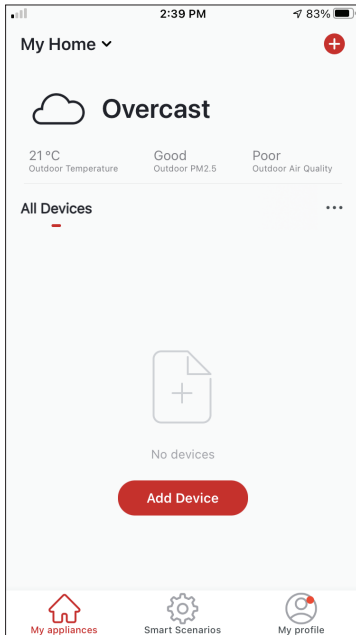 2:39 PM
83%
My Home
Overcast
21 °C
Good
Poor
Outdoor Temperature
Outdoor PM2.5
Outdoor Air Quality
All Devices
No devices
Add Device
My appliances
Smart Scenarios
My profile